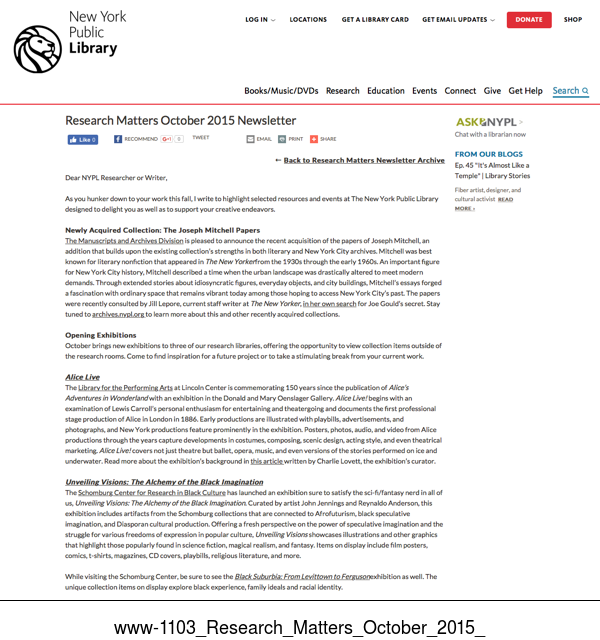 New York
Public
Library
LOG IN LOCATIONS GET A LIBRARY CARD GET EMAIL UPDATES DONATE SHOP
Books/Music/DVDs Research Education Events Connect Give Get Help Search
Research Matters October 2015 Newsletter
Like 0 RECOMMEND G+1 0 TWEET EMAIL PRINT SHARE
← Back to Research Matters Newsletter Archive
Dear NYPL Researcher or Writer,
As you hunker down to your work this fall, I write to highlight selected resources and events at The New York Public Library
designed to delight you as well as to support your creative endeavors.
Newly Acquired Collection: The Joseph Mitchell Papers
The Manuscripts and Archives Division is pleased to announce the recent acquisition of the papers of Joseph Mitchell, an
addition that builds upon the existing collection's strengths in both literary and New York City archives. Mitchell was best
known for literary nonfiction that appeared in The New Yorker from the 1930s through the early 1960s. An important figure
for New York City history, Mitchell described a time when the urban landscape was drastically altered to meet modern
demands. Through extended stories about idiosyncratic figures, everyday objects, and city buildings, Mitchell's essays forged
a fascination with ordinary space that remains vibrant today among those hoping to access New York City's past. The papers
were recently consulted by Jill Lepore, current staff writer at The New Yorker, in her own search for Joe Gould's secret. Stay
tuned to archives.nypl.org to learn more about this and other recently acquired collections.
Opening Exhibitions
October brings new exhibitions to three of our research libraries, offering the opportunity to view collection items outside of
the research rooms. Come to find inspiration for a future project or to take a stimulating break from your current work.
Alice Live
The Library for the Performing Arts at Lincoln Center is commemorating 150 years since the publication of Alice's
Adventures in Wonderland with an exhibition in the Donald and Mary Oenslager Gallery. Alice Live! begins with an
examination of Lewis Carroll's personal enthusiasm for entertaining and theatergoing and documents the first professional
stage production of Alice in London in 1886. Early productions are illustrated with playbills, advertisements, and
photographs, and New York productions feature prominently in the exhibition. Posters, photos, audio, and video from Alice
productions through the years capture developments in costumes, composing, scenic design, acting style, and even theatrical
marketing. Alice Live! covers not just theatre but ballet, opera, music, and even versions of the stories performed on ice and
underwater. Read more about the exhibition's background in this article written by Charlie Lovett, the exhibition's curator.
Unveiling Visions: The Alchemy of the Black Imagination
The Schomburg Center for Research in Black Culture has launched an exhibition sure to satisfy the sci-fi/fantasy nerd in all of
us, Unveiling Visions: The Alchemy of the Black Imagination. Curated by artist John Jennings and Reynaldo Anderson, this
exhibition includes artifacts from the Schomburg collections that are connected to Afrofuturism, black speculative
imagination, and Diasporan cultural production. Offering a fresh perspective on the power of speculative imagination and the
struggle for various freedoms of expression in popular culture, Unveiling Visions showcases illustrations and other graphics
that highlight those popularly found in science fiction, magical realism, and fantasy. Items on display include film posters,
comics, t-shirts, magazines, CD covers, playbills, religious literature, and more.
While visiting the Schomburg Center, be sure to see the Black Suburbia: From Levittown to Ferguson exhibition as well. The
unique collection items on display explore black experience, family ideals and racial identity.
ASK NYPL >
Chat with a librarian now
FROM OUR BLOGS
Ep. 45 "It's Almost Like a
Temple" | Library Stories
Fiber artist, designer, and
cultural activist READ
MORE ›
www-1103_Research_Matters_October_2015_